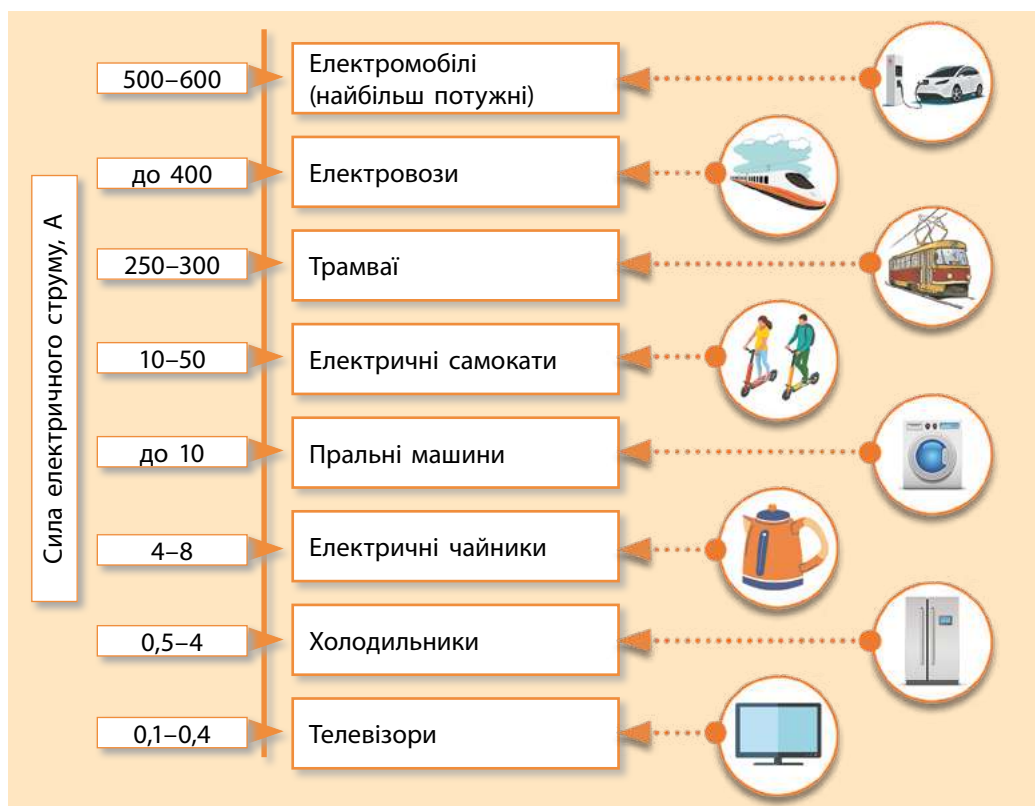 Сила електричного струму, А
500–600
Електромобілі
(найбільш потужні)
до 400
Електровози
250–300
Трамваї
10–50
Електричні самокати
до 10
Пральні машини
4–8
Електричні чайники
0,5–4
Холодильники
0,1–0,4
Телевізори